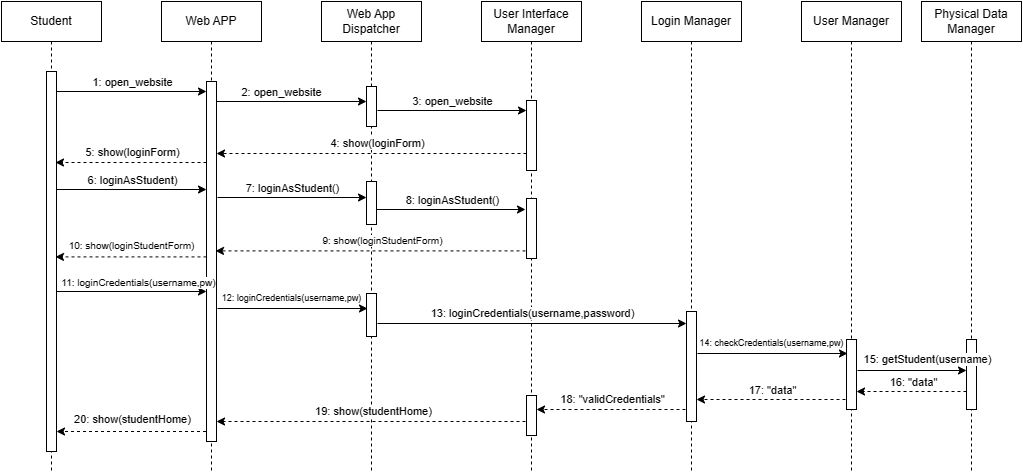 Student
Web APP
Web App
Dispatcher
User Interface
Manager
Login Manager
User Manager
Physical Data
Manager
1: open_website
2: open_website
3: open_website
4: show(loginForm)
5: show(loginForm)
6: loginAsStudent)
7: loginAsStudent()
8: loginAsStudent()
9: show(loginStudentForm)
10: show(loginStudentForm)
11: loginCredentials(username,pw)
12: loginCredentials(username,pw)
13: loginCredentials(username,password)
14: checkCredentials(username,pw)
15: getStudent(username)
16: "data"
17: "data"
18: "validCredentials"
19: show(studentHome)
20: show(studentHome)